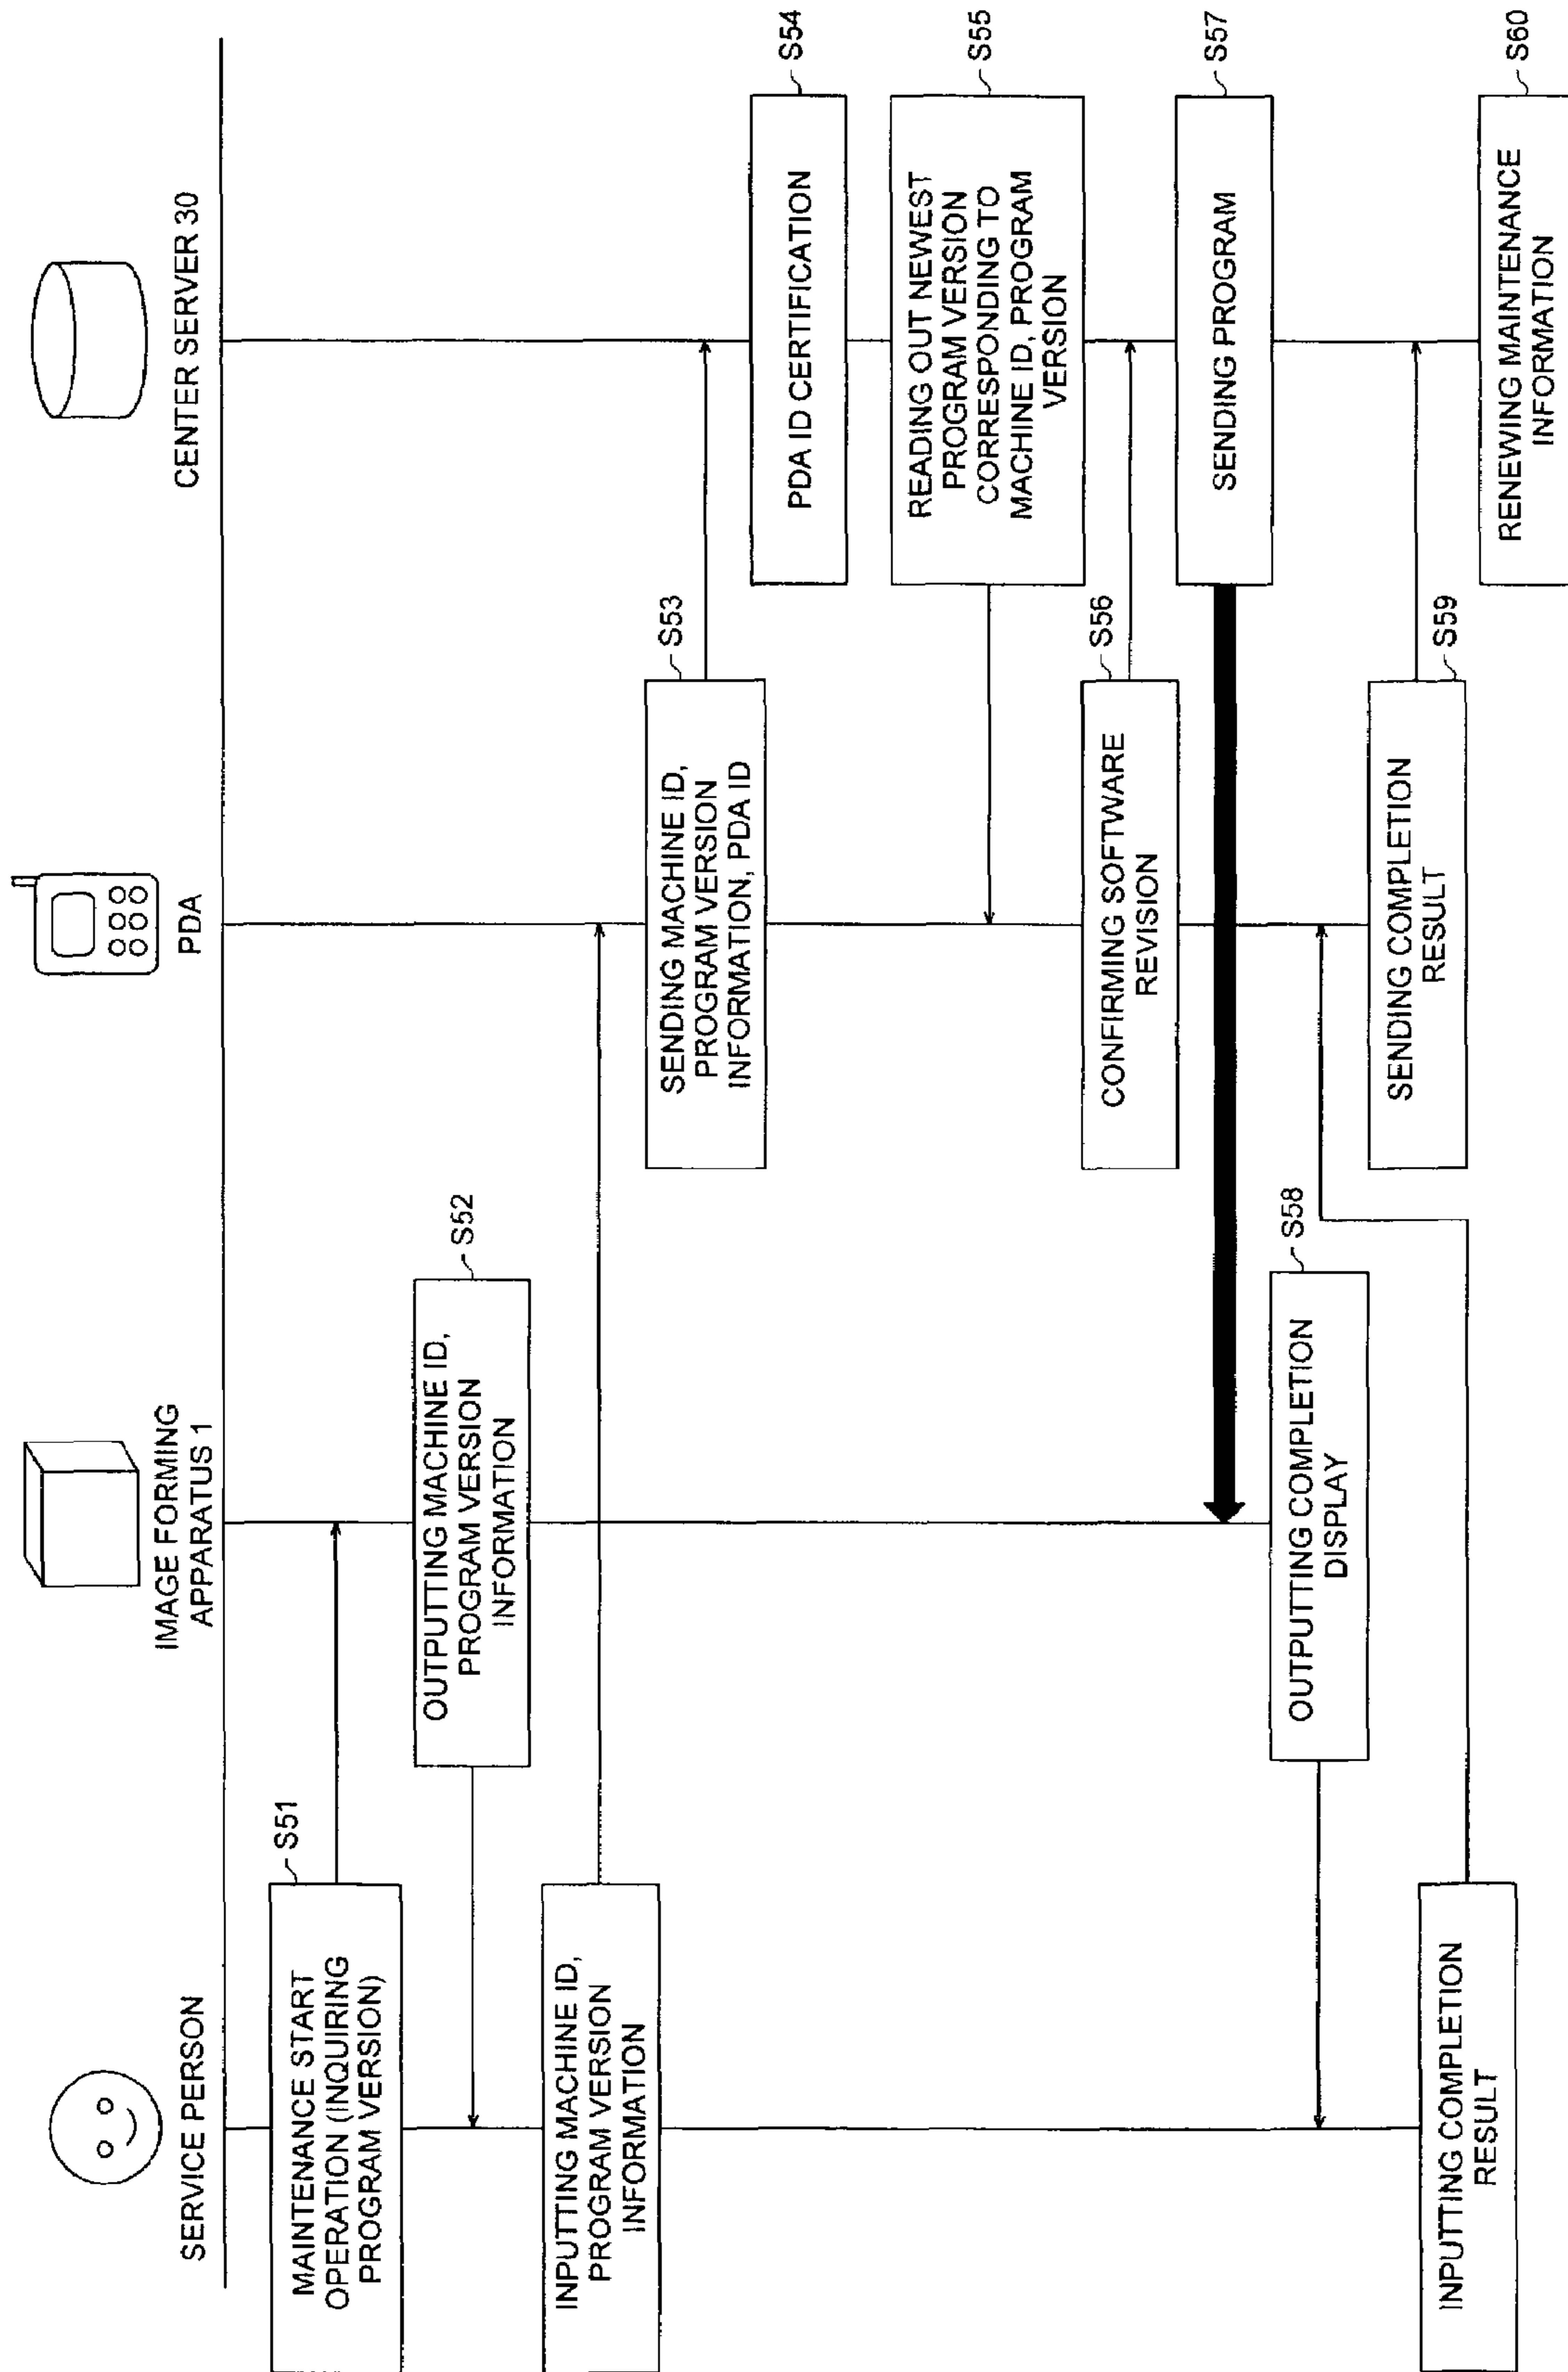 SERVICE PERSON
IMAGE FORMING
APPARATUS 1
PDA
CENTER SERVER 30
MAINTENANCE START
OPERATION (INQUIRING
PROGRAM VERSION)
S51
OUTPUTTING MACHINE ID,
PROGRAM VERSION
INFORMATION
S52
INPUTTING MACHINE ID,
PROGRAM VERSION
INFORMATION
SENDING MACHINE ID,
PROGRAM VERSION
INFORMATION, PDA ID
S53
PDA ID CERTIFICATION
S54
READING OUT NEWEST
PROGRAM VERSION
CORRESPONDING TO
MACHINE ID, PROGRAM
VERSION
S55
CONFIRMING SOFTWARE
REVISION
S56
SENDING PROGRAM
S57
OUTPUTTING COMPLETION
DISPLAY
S58
INPUTTING COMPLETION
RESULT
SENDING COMPLETION
RESULT
S59
RENEWING MAINTENANCE
INFORMATION
S60